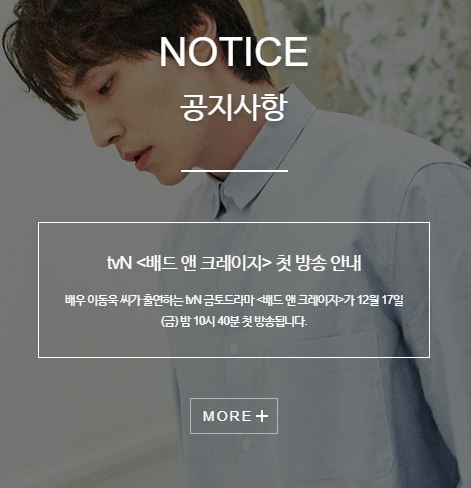 NOTICE
공지사항
tvN <배드 앤 크레이지> 첫 방송 안내
배우 이동욱 씨가 출연하는 tvN 금토드라마 <배드 앤 크레이지>가 12월 17일
(금) 밤 10시 40분 첫 방송됩니다.
MORE+